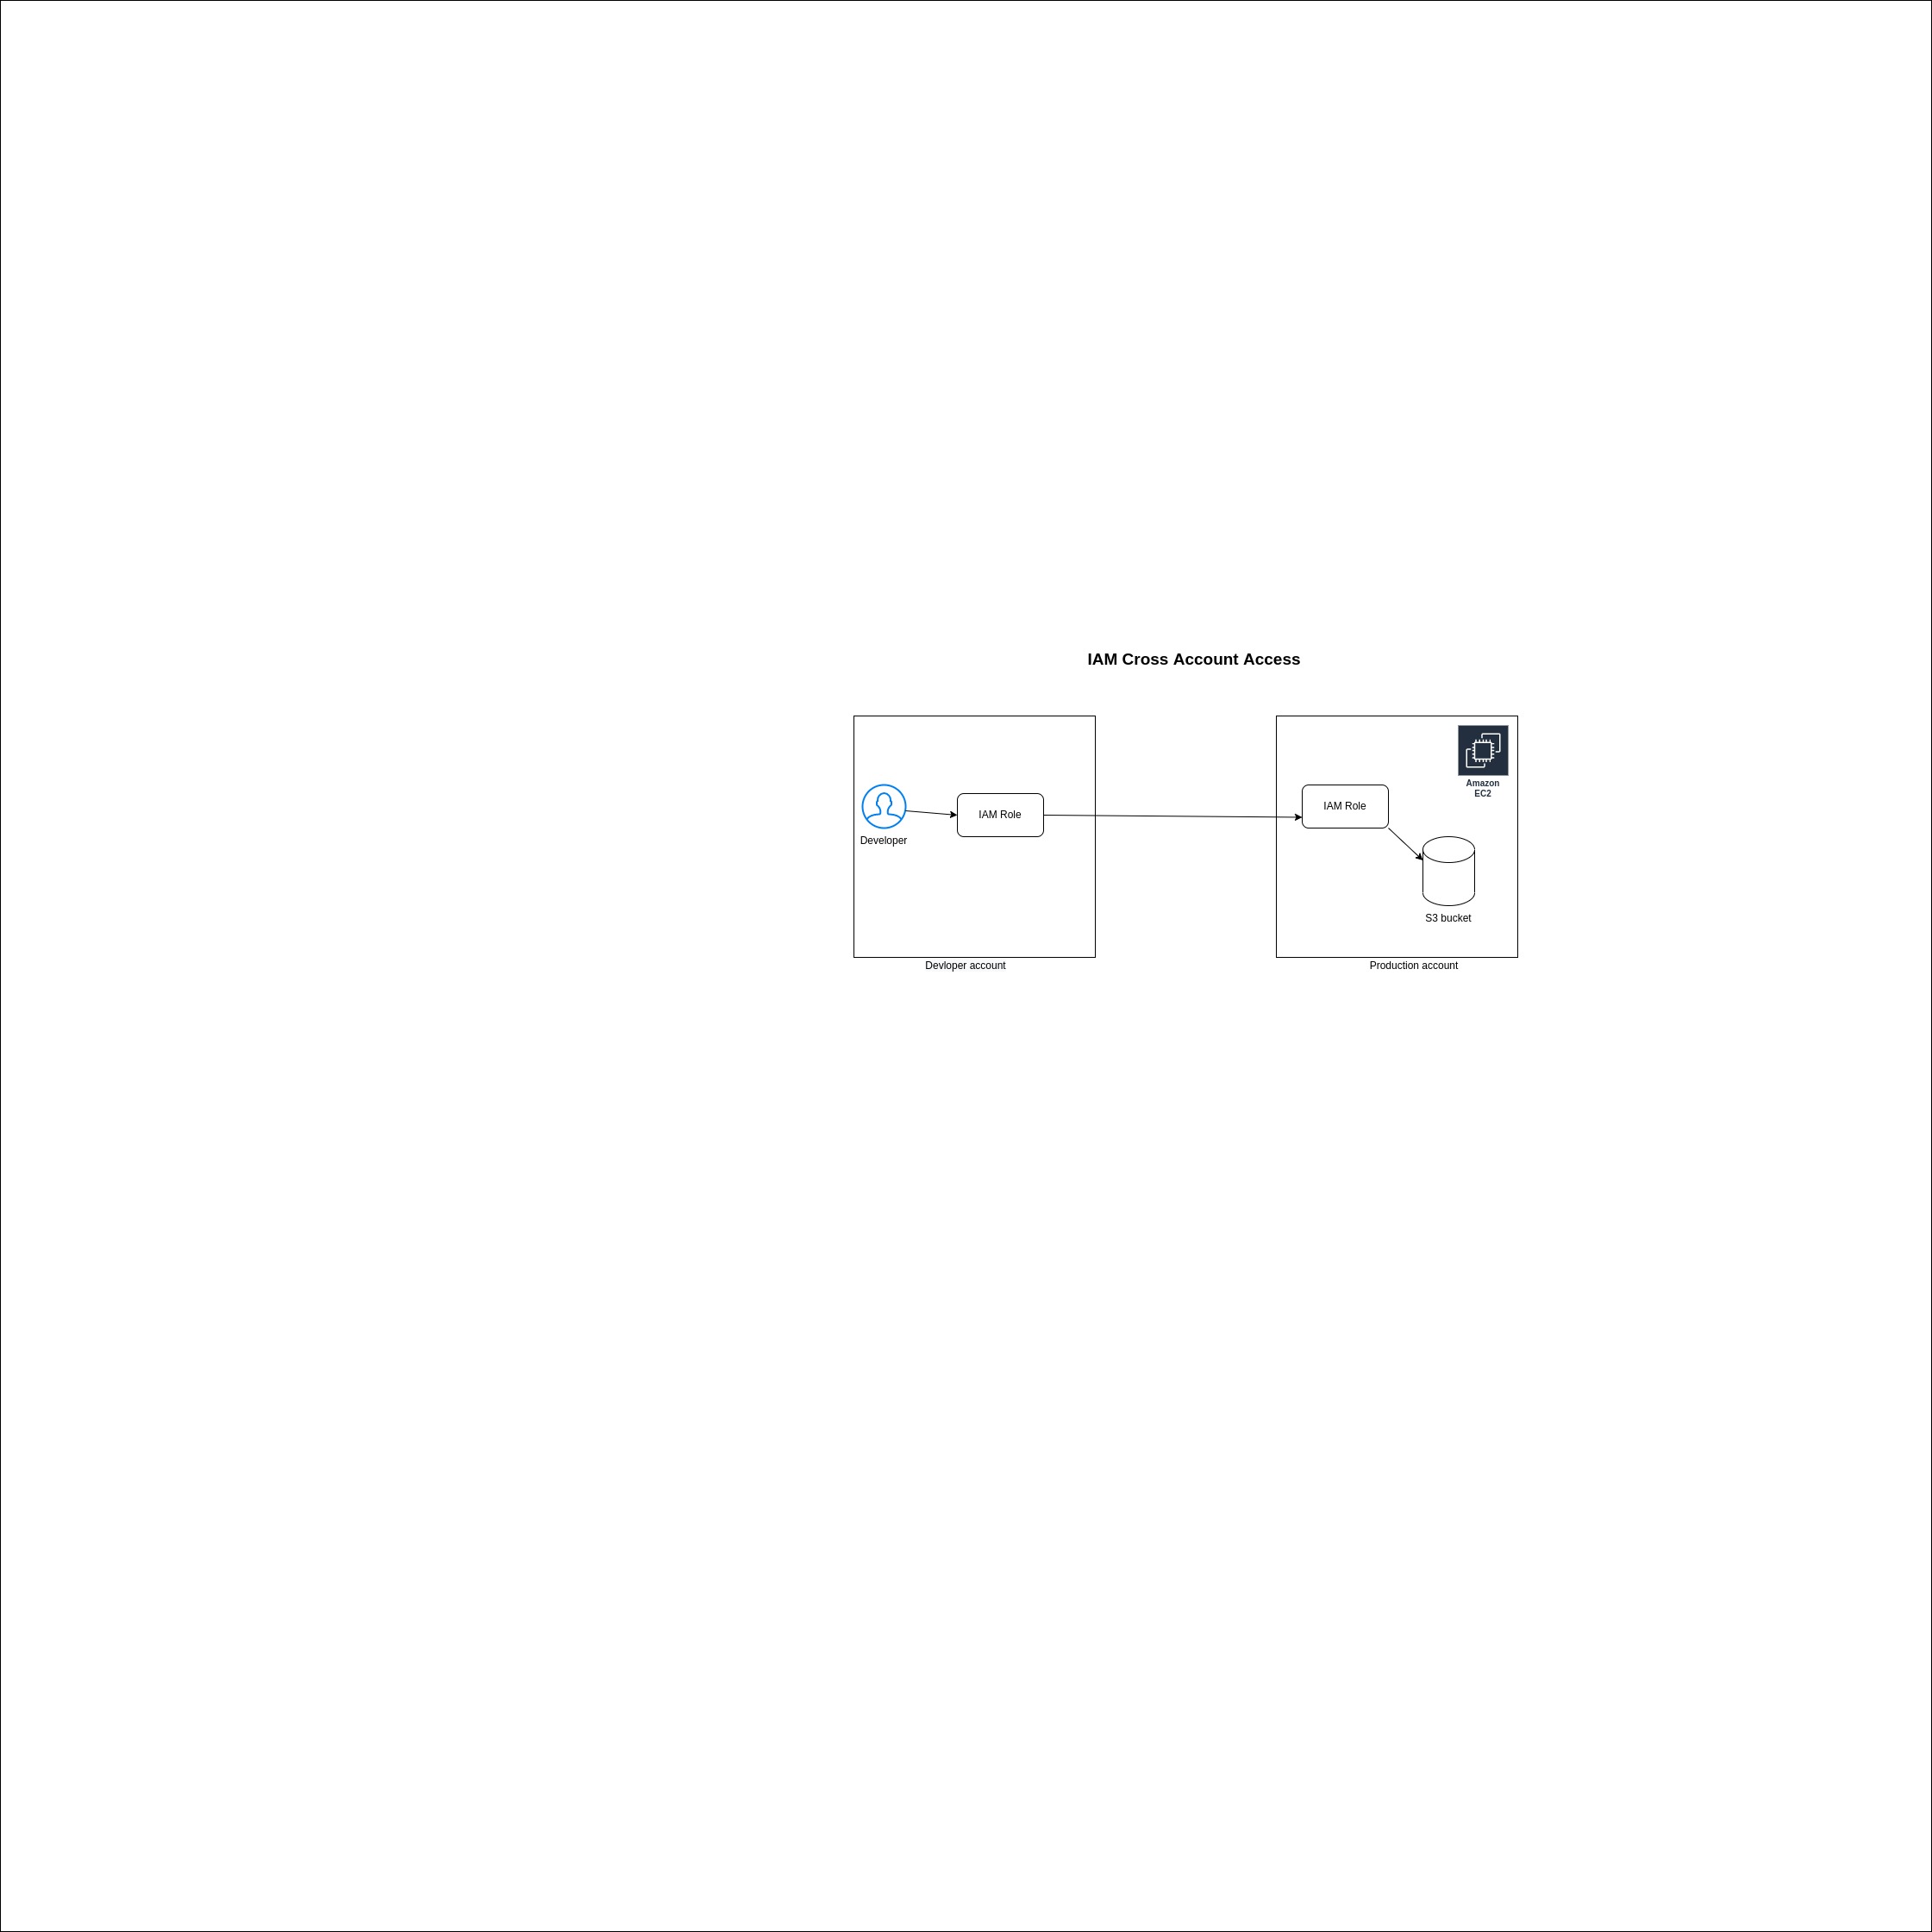 IAM Cross Account Access
Amazon
EC2
IAM Role
IAM Role
Developer
S3 bucket
Devloper account
Production account